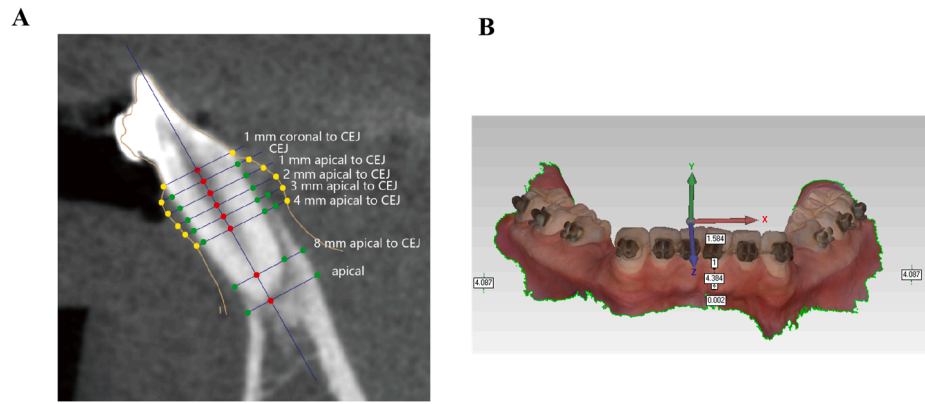 A
B
1 mm coronal to CEJ
CEJ
1 mm apical to CEJ
2 mm apical to CEJ
3 mm apical to CEJ
4 mm apical to CEJ
8 mm apical to CEJ
apical
Y
X
1.584
1
Z
4.384
4.087
4.087
0.002